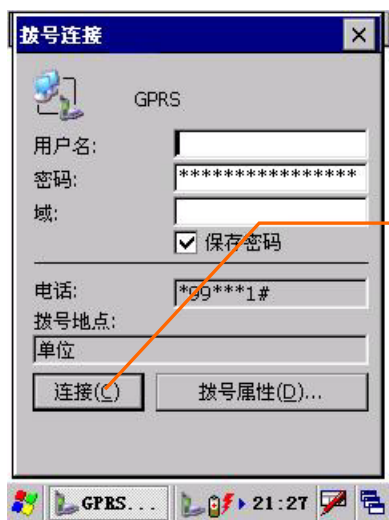 拨号连接
GPRS
用户名:
密码: ****************
域:
保存密码
电话: *99***1#
拨号地点:
单位
连接(C) 拨号属性(D)...
GPRS... 21:27